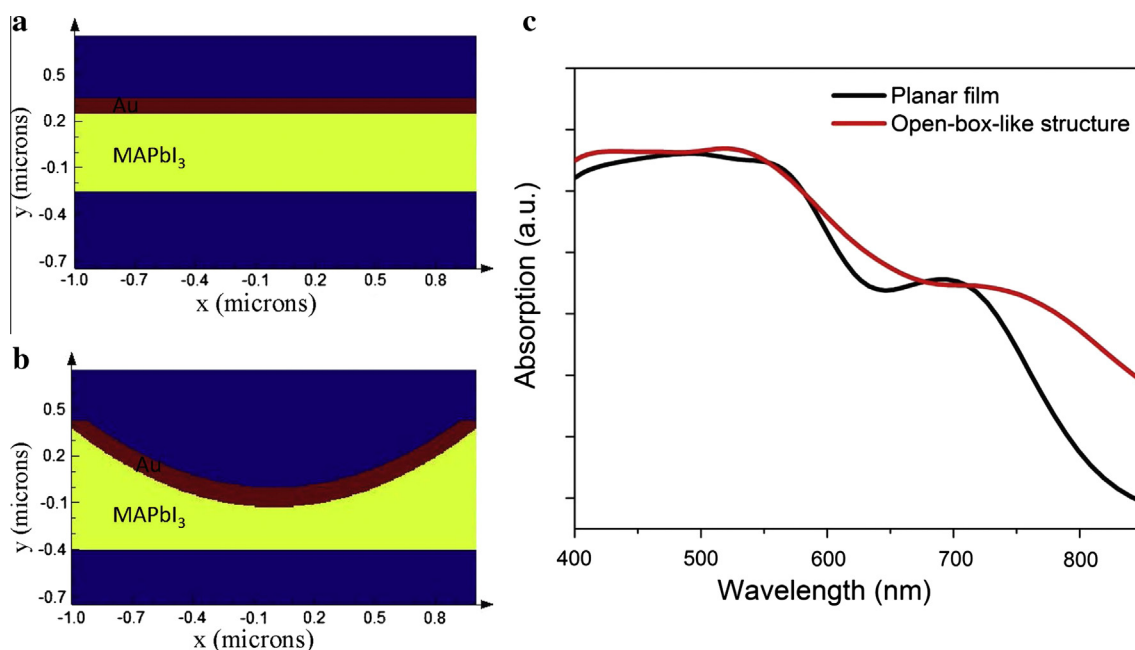 a
0.5
0.2
-0.1
-0.4
-0.7
y (microns)
Au
MAPbI₃
-1.0 -0.7 -0.4 -0.1 0.2 0.5 0.8
x (microns)
b
0.5
0.2
-0.1
-0.4
-0.7
y (microns)
Au
MAPbI₃
-1.0 -0.7 -0.4 -0.1 0.2 0.5 0.8
x (microns)
c
Planar film
Open-box-like structure
Absorption (a.u.)
400 500 600 700 800
Wavelength (nm)